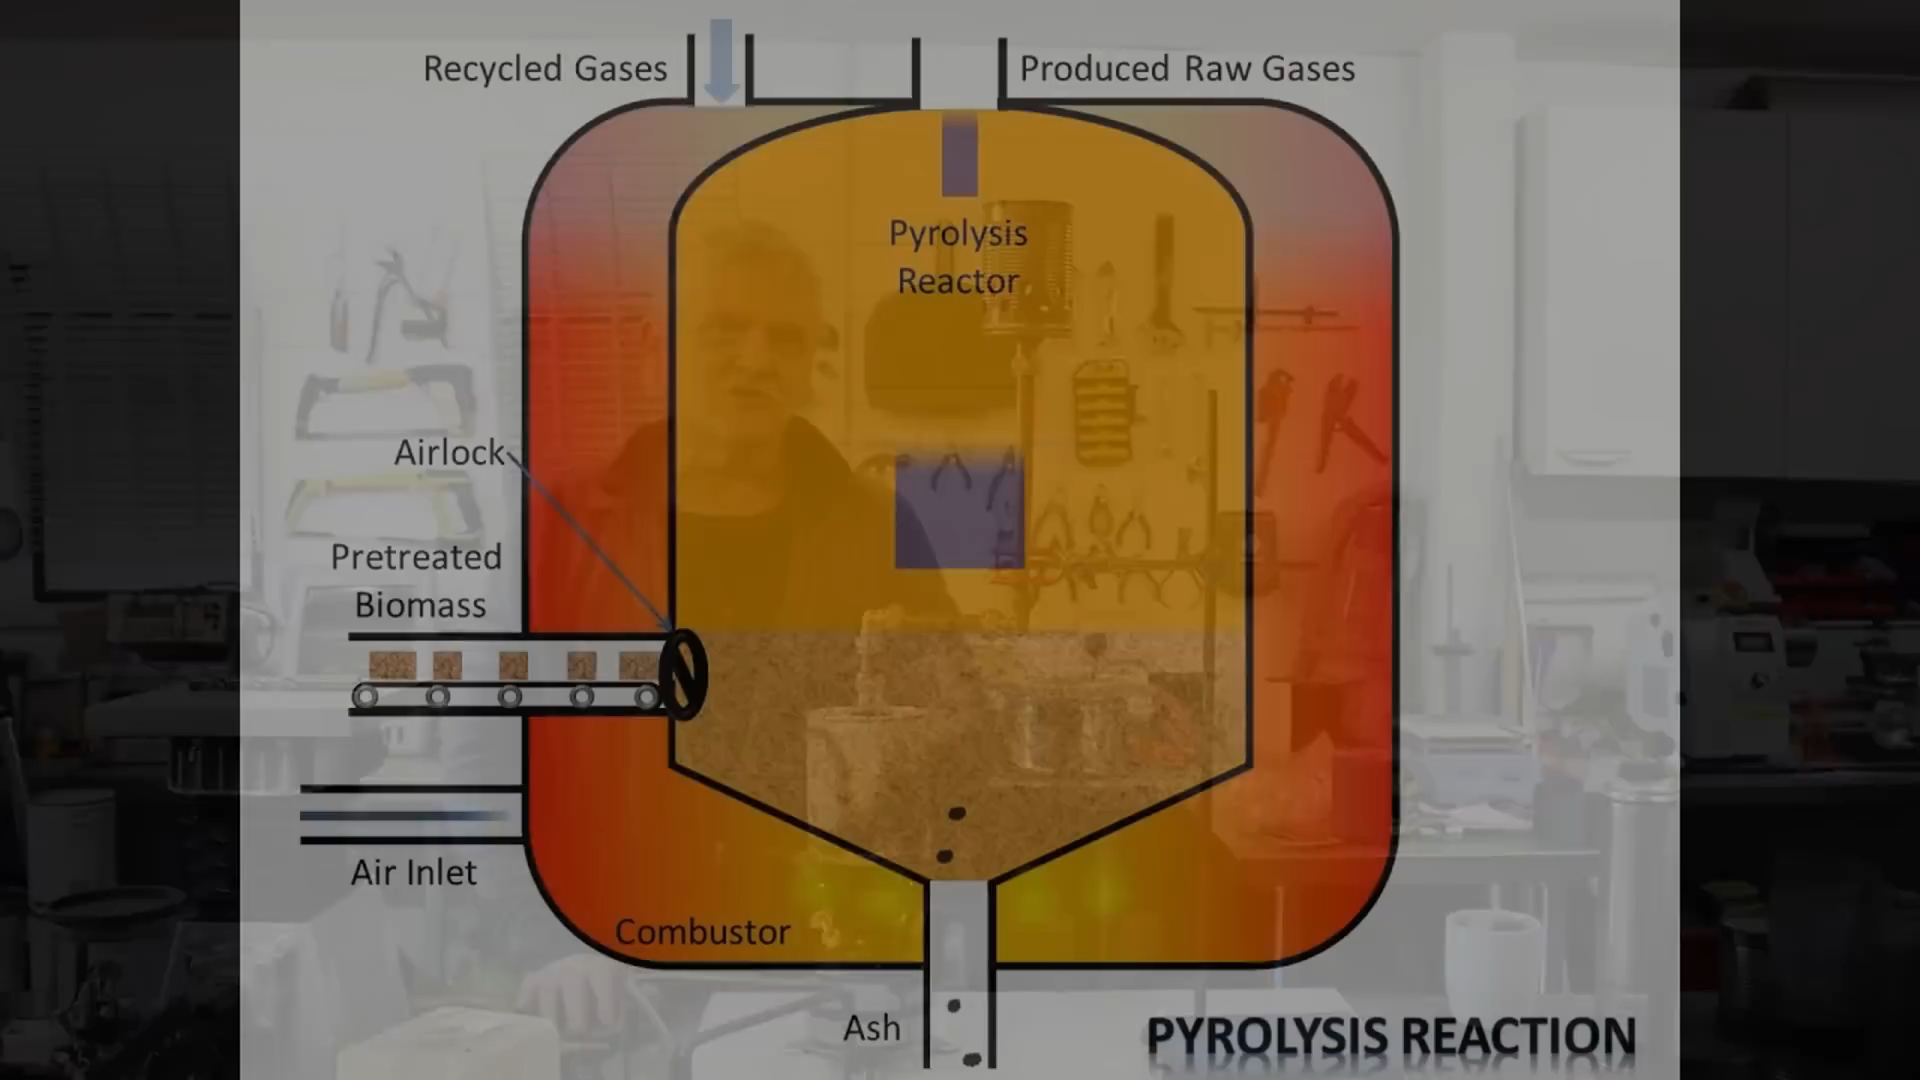 Recycled Gases
Produced Raw Gases
Pyrolysis
Reactor
Airlock
Pretreated
Biomass
Air Inlet
Combustor
Ash
PYROLYSIS REACTION